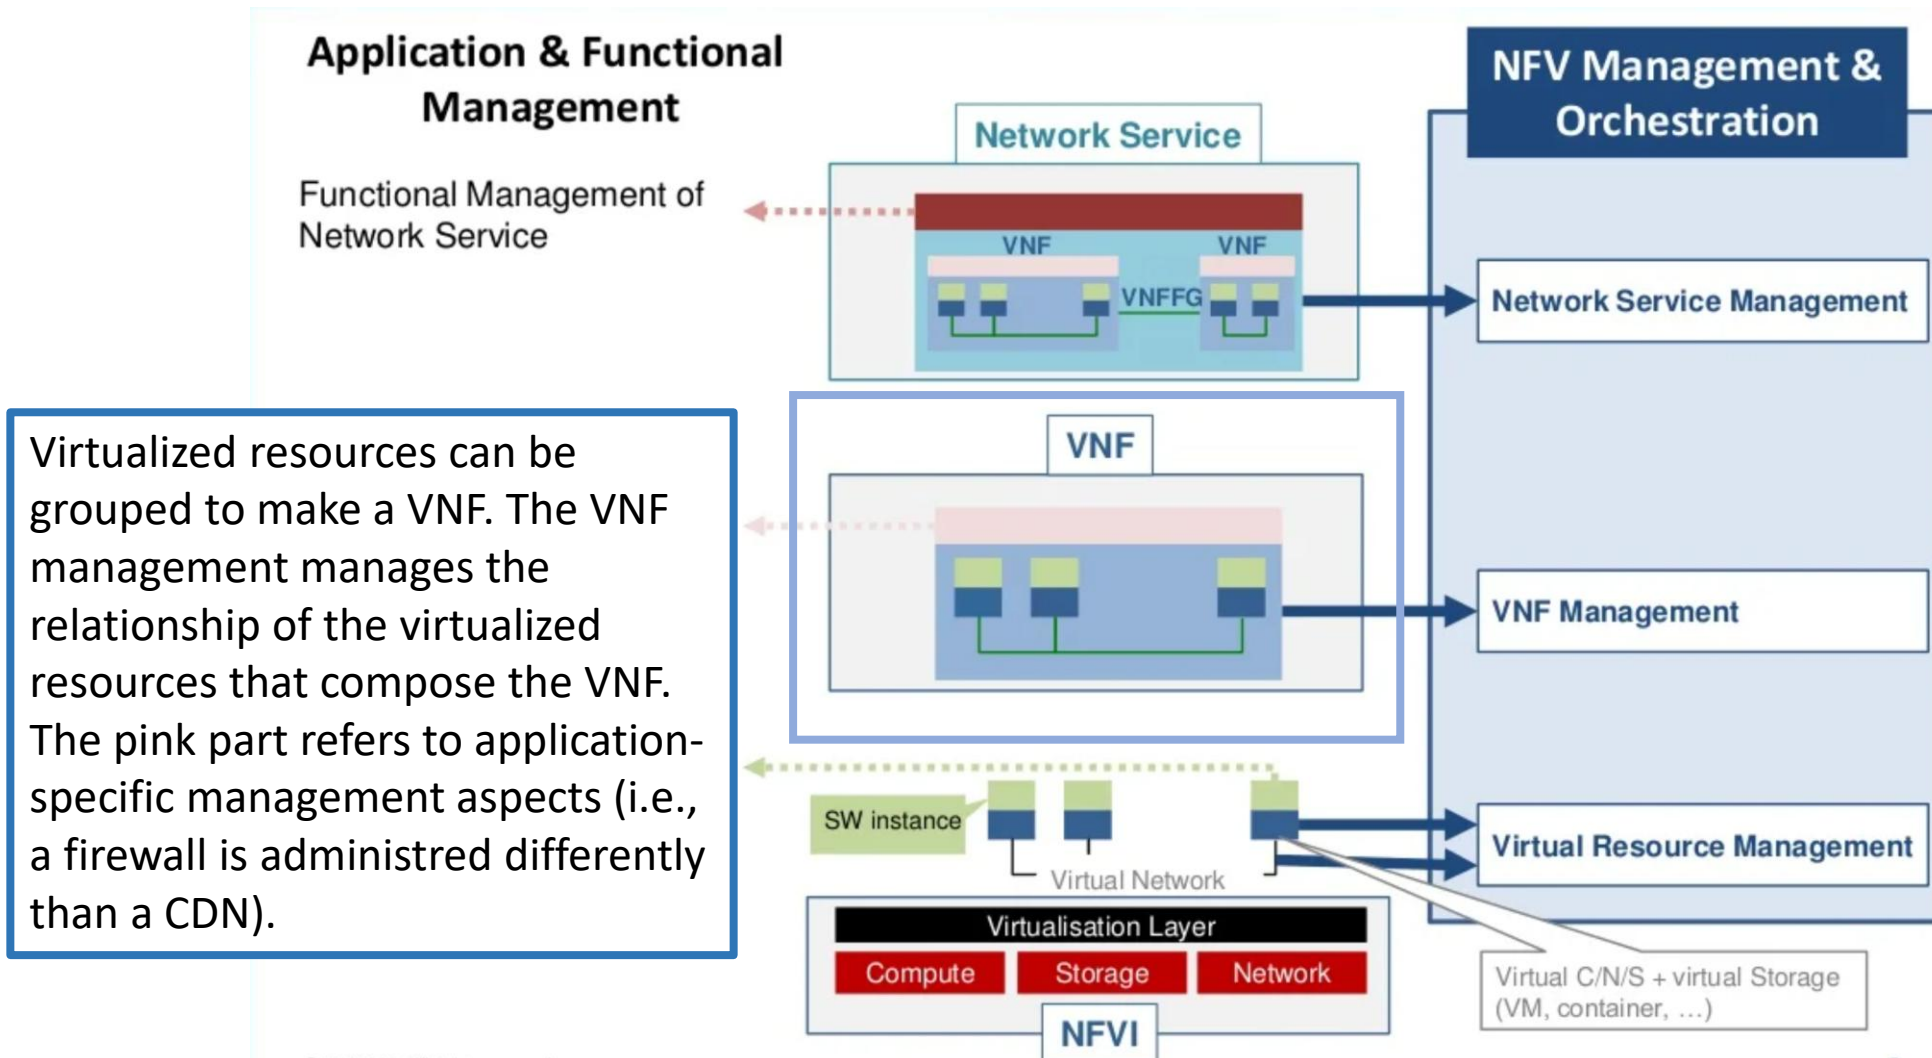 Application & Functional
Management
Functional Management of
Network Service
Network Service
VNF
VNF
VNFFG
NFV Management &
Orchestration
Network Service Management
Virtualized resources can be
grouped to make a VNF. The VNF
management manages the
relationship of the virtualized
resources that compose the VNF.
The pink part refers to application-
specific management aspects (i.e.,
a firewall is administred differently
than a CDN).
VNF
VNF Management
SW instance
Virtual Network
Virtual Resource Management
Virtualisation Layer
Compute
Storage
Network
NFVI
Virtual C/N/S + virtual Storage
(VM, container, ...)